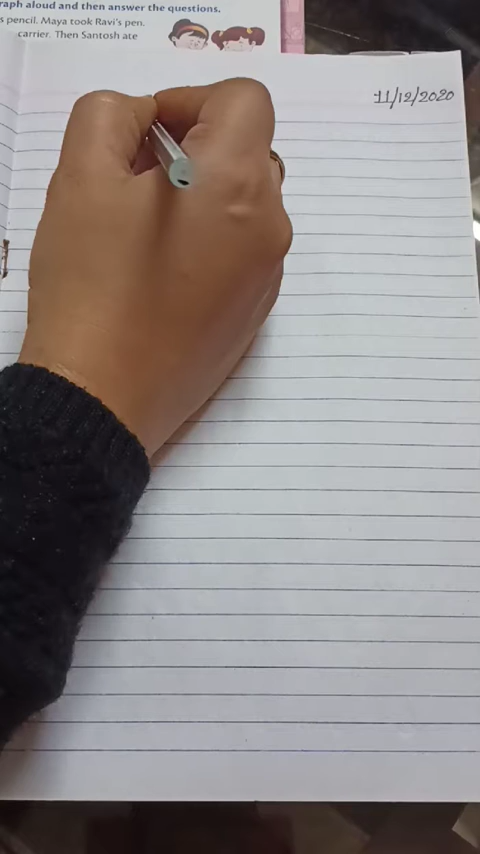 raph aloud and then answer the questions.
s pencil. Maya took Ravi's pen.
carrier. Then Santosh ate
11/12/2020